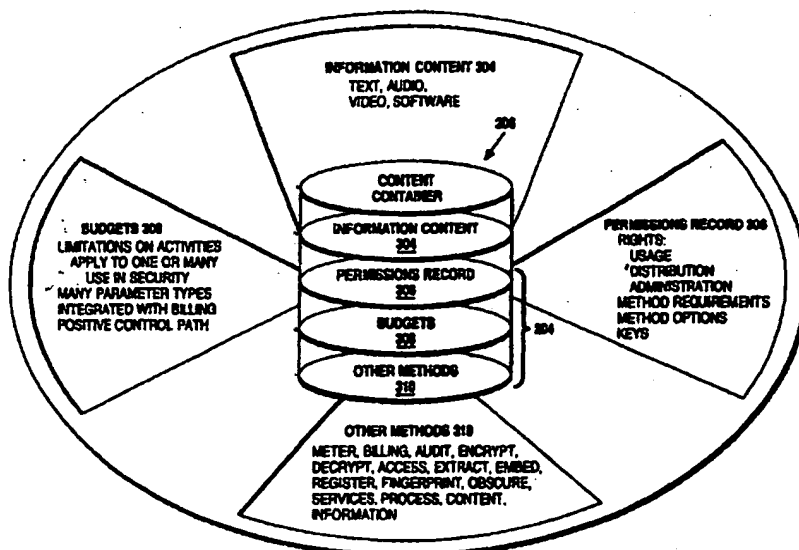 INFORMATION CONTENT 304
TEXT, AUDIO,
VIDEO, SOFTWARE
CONTENT
CONTAINER
INFORMATION CONTENT
304
PERMISSIONS RECORD
BUDGETS
308
OTHER METHODS
310
BUDGETS 308
LIMITATIONS ON ACTIVITIES
APPLY TO ONE OR MANY
USE IN SECURITY
MANY PARAMETER TYPES
INTEGRATED WITH BILLING
POSITIVE CONTROL PATH
PERMISSIONS RECORD
RIGHTS:
USAGE
DISTRIBUTION
ADMINISTRATION
METHOD REQUIREMENTS
METHOD OPTIONS
KEYS
OTHER METHODS
METER, BILLING, AUDIT, ENCRYPT,
DECRYPT, ACCESS, EXTRACT, EMBED,
REGISTER, FINGERPRINT, OBSCURE,
SERVICES, PROCESS, CONTENT,
INFORMATION